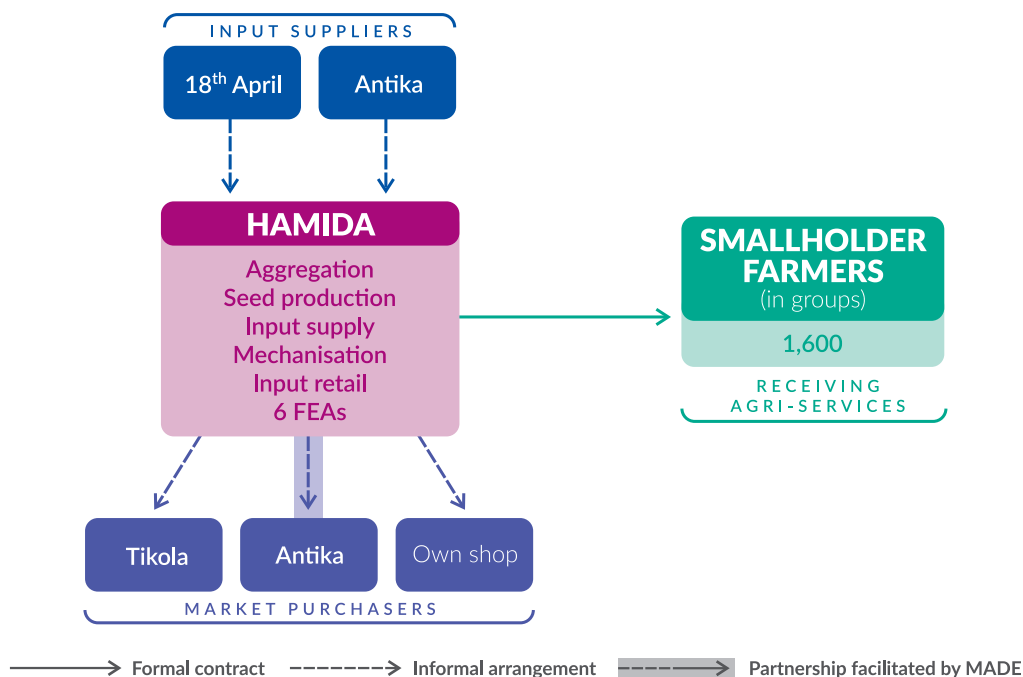 INPUT SUPPLIERS
18th April
Antika
HAMIDA
Aggregation
Seed production
Input supply
Mechanisation
Input retail
6 FEAs
SMALLHOLDER
FARMERS
(in groups)
1,600
RECEIVING
AGRI-SERVICES
Tikola
Antika
Own shop
MARKET PURCHASERS
Formal contract
Informal arrangement
Partnership facilitated by MADE